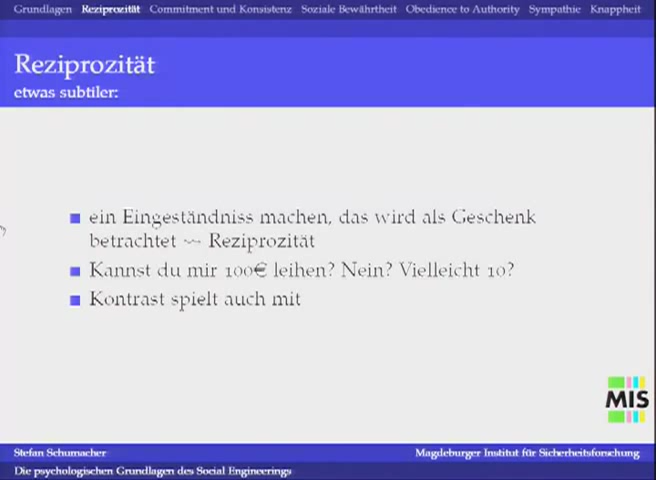 Grundlagen Reziprozität Commitment und Konsistenz Soziale Bewährtheit Obedience to Authority Sympathie Knappheit
Reziprozität
etwas subtiler:
ein Eingeständniss machen, das wird als Geschenk
betrachtet ⇝ Reziprozität
Kannst du mir 100€ leihen? Nein? Vielleicht 10?
Kontrast spielt auch mit
MIS
Stefan Schumacher Magdeburger Institut für Sicherheitsforschung
Die psychologischen Grundlagen des Social Engineerings